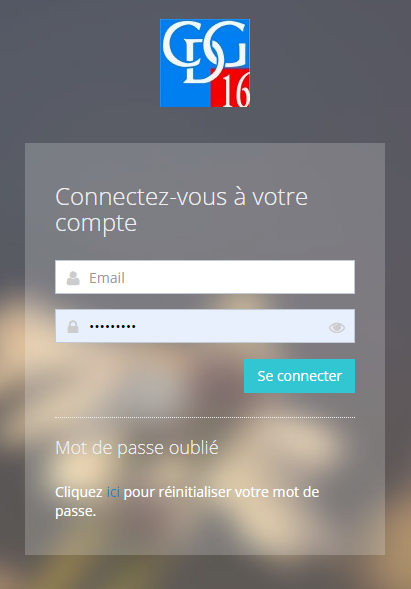 CDG
16
Connectez-vous à votre
compte
Email
•••••••••
Se connecter
Mot de passe oublié
Cliquez ici pour réinitialiser votre mot de
passe.